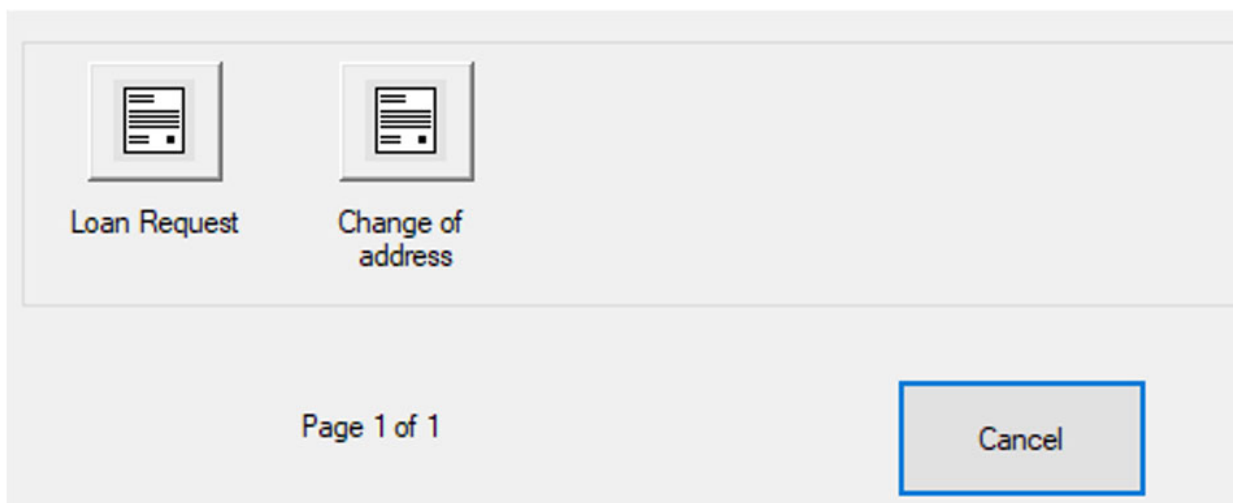 Loan Request
Change of
address
Page 1 of 1
Cancel